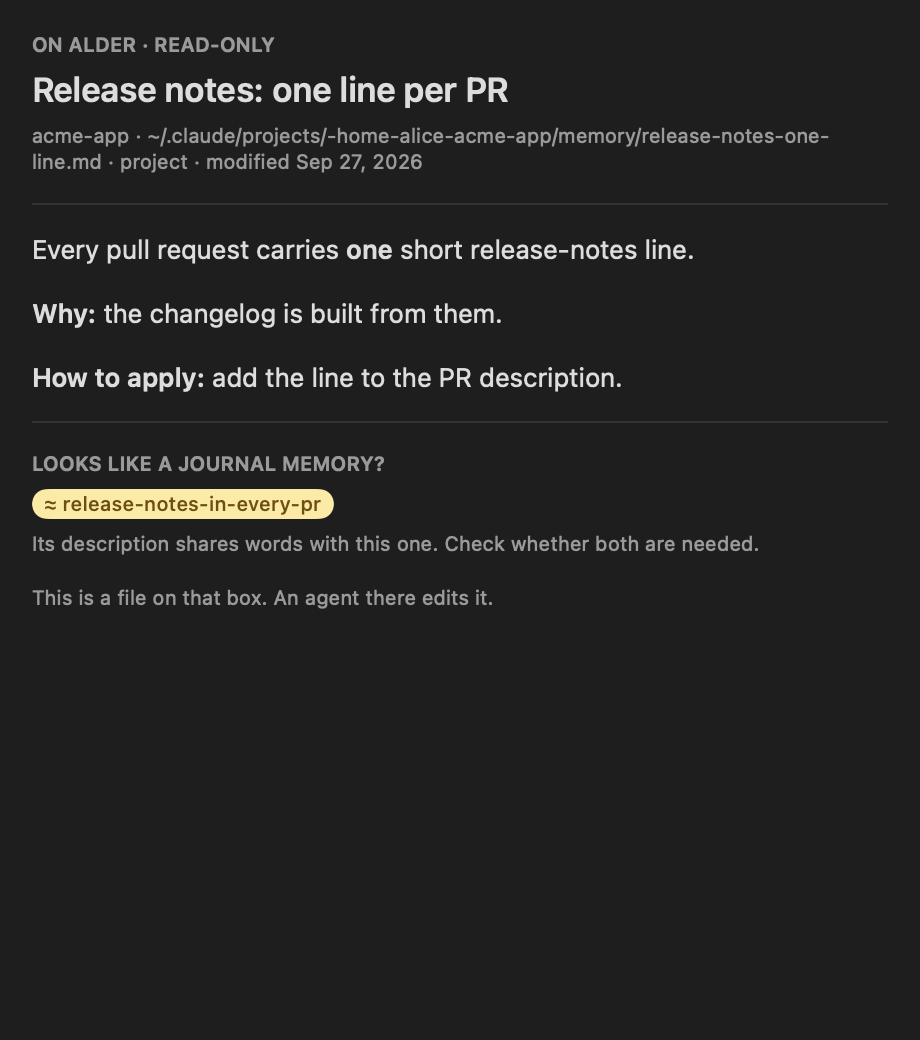 ON ALDER · READ-ONLY
Release notes: one line per PR
acme-app · ~/.claude/projects/-home-alice-acme-app/memory/release-notes-one-
line.md · project · modified Sep 27, 2026
Every pull request carries one short release-notes line.
Why: the changelog is built from them.
How to apply: add the line to the PR description.
LOOKS LIKE A JOURNAL MEMORY?
≈ release-notes-in-every-pr
Its description shares words with this one. Check whether both are needed.
This is a file on that box. An agent there edits it.